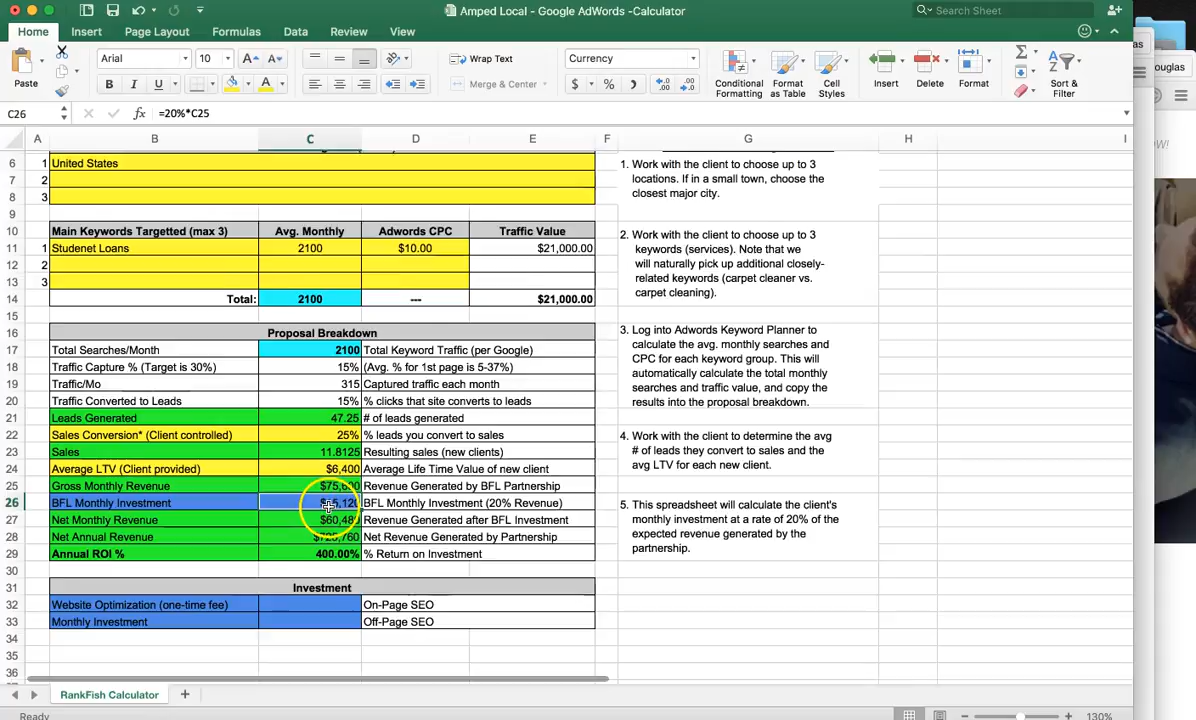 Amped Local - Google AdWords -Calculator
Search Sheet
Home Insert Page Layout Formulas Data Review View
Paste
Arial 10
B I U
Wrap Text
Merge & Center
Currency
$ % )
Conditional Formatting
Format as Table
Cell Styles
Insert
Delete
Format
Sort & Filter
C26 fx =20%*C25
A B C D E F G H I
6 1 United States
7 2
8 3
9
10 Main Keywords Targetted (max 3) Avg. Monthly Adwords CPC Traffic Value
11 1 Studenet Loans 2100 $10.00 $21,000.00
12 2
13 3
14 Total: 2100 --- $21,000.00
15
16 Proposal Breakdown
17 Total Searches/Month 2100 Total Keyword Traffic (per Google)
18 Traffic Capture % (Target is 30%) 15% (Avg. % for 1st page is 5-37%)
19 Traffic/Mo 315 Captured traffic each month
20 Traffic Converted to Leads 15% % clicks that site converts to leads
21 Leads Generated 47.25 # of leads generated
22 Sales Conversion* (Client controlled) 25% % leads you convert to sales
23 Sales 11.8125 Resulting sales (new clients)
24 Average LTV (Client provided) $6,400 Average Life Time Value of new client
25 Gross Monthly Revenue $75,600 Revenue Generated by BFL Partnership
26 BFL Monthly Investment BFL Monthly Investment (20% Revenue)
27 Net Monthly Revenue $60,480 Revenue Generated after BFL Investment
28 Net Annual Revenue Net Revenue Generated by Partnership
29 Annual ROI % 400.00% % Return on Investment
30
31 Investment
32 Website Optimization (one-time fee) On-Page SEO
33 Monthly Investment Off-Page SEO
34
35
36
1. Work with the client to choose up to 3
locations. If in a small town, choose the
closest major city.
2. Work with the client to choose up to 3
keywords (services). Note that we
will naturally pick up additional closely-
related keywords (carpet cleaner vs.
carpet cleaning).
3. Log into Adwords Keyword Planner to
calculate the avg. monthly searches and
CPC for each keyword group. This will
automatically calculate the total monthly
searches and traffic value, and copy the
results into the proposal breakdown.
4. Work with the client to determine the avg
# of leads they convert to sales and the
avg LTV for each new client.
5. This spreadsheet will calculate the client's
monthly investment at a rate of 20% of the
expected revenue generated by the
partnership.
RankFish Calculator
Ready
130%
as
ouglas